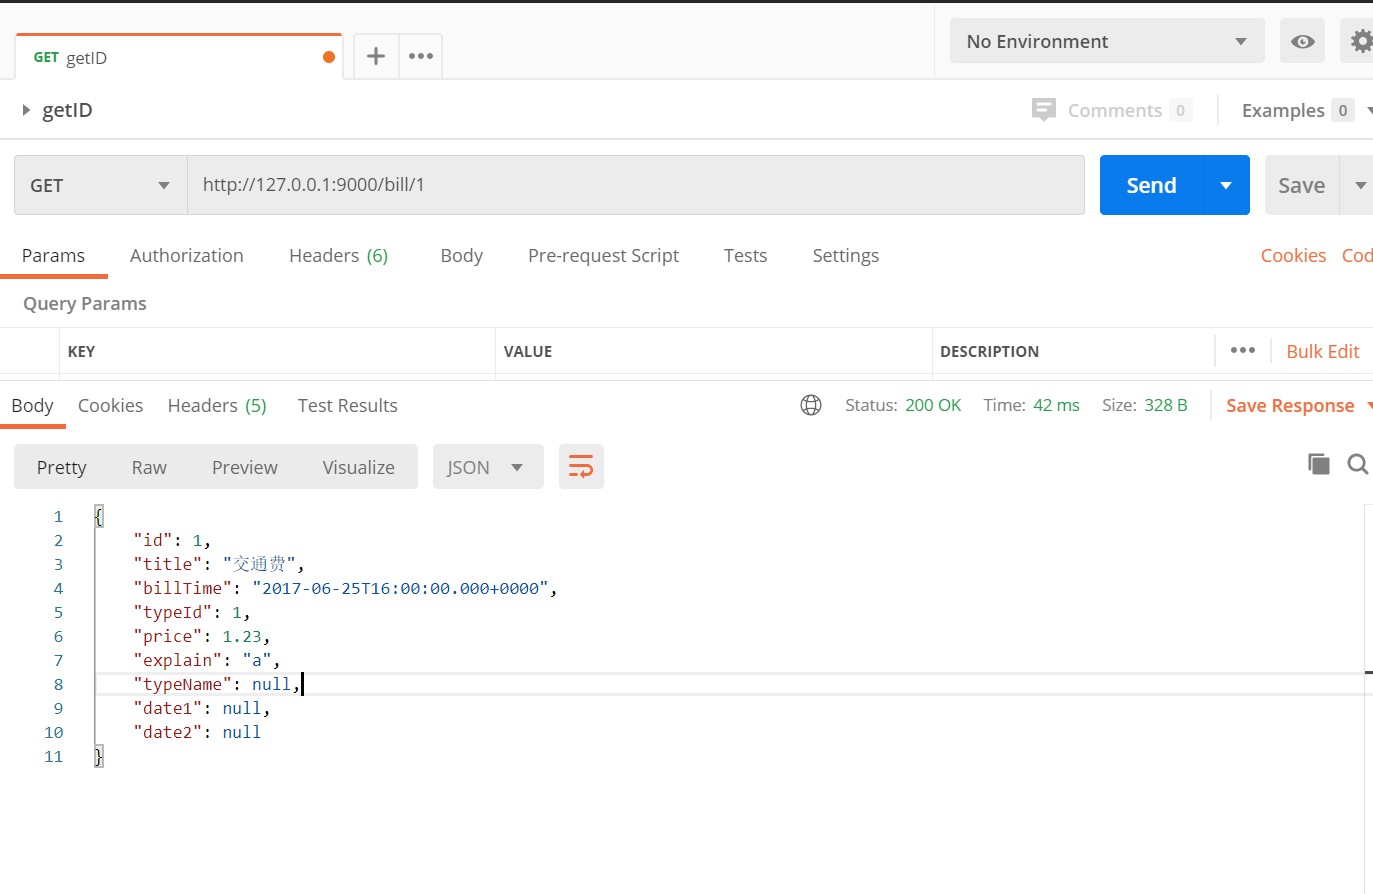 GET getID
No Environment
getID
Comments 0
Examples 0
GET http://127.0.0.1:9000/bill/1
Send
Save
Params Authorization Headers (6) Body Pre-request Script Tests Settings Cookies Cod
Query Params
KEY VALUE DESCRIPTION ••• Bulk Edit
Body Cookies Headers (5) Test Results Status: 200 OK Time: 42 ms Size: 328 B Save Response
Pretty Raw Preview Visualize JSON
1 {
2 "id": 1,
3 "title": "交通费",
4 "billTime": "2017-06-25T16:00:00.000+0000",
5 "typeId": 1,
6 "price": 1.23,
7 "explain": "a",
8 "typeName": null,
9 "date1": null,
10 "date2": null
11 }